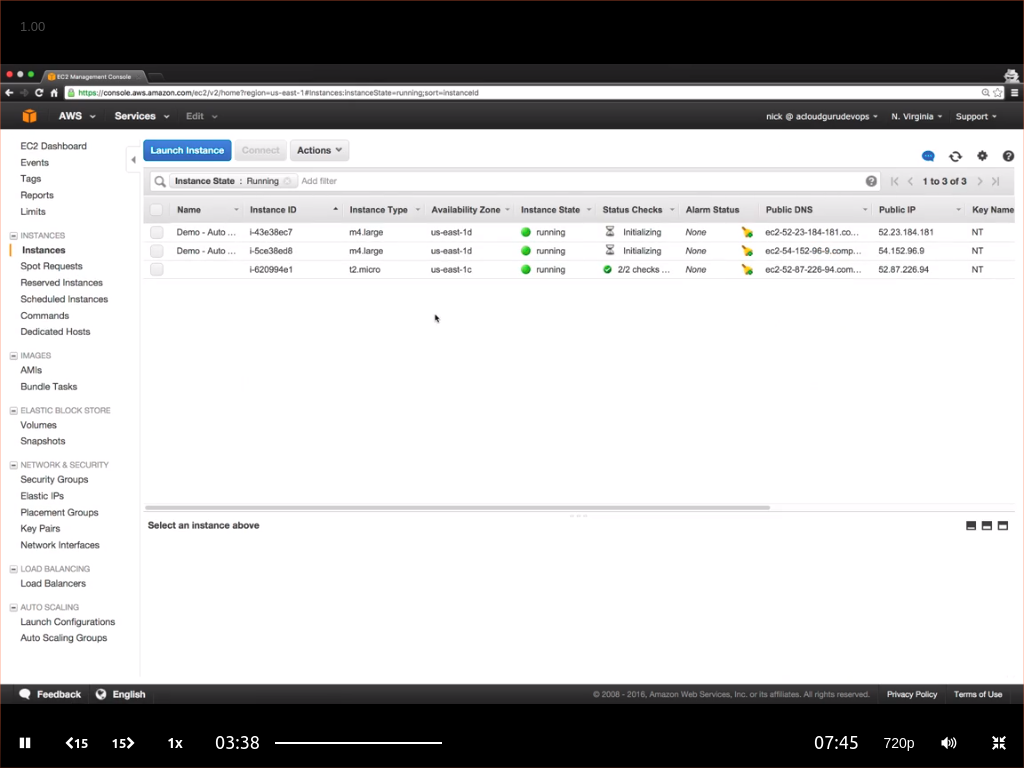 1.00
EC2 Management Console
https://console.aws.amazon.com/ec2/v2/home?region=us-east-1#Instances:instanceState=running;sort=instanceId
AWS Services Edit nick @ acloudgurudevops N. Virginia Support
EC2 Dashboard
Events
Tags
Reports
Limits
INSTANCES
Instances
Spot Requests
Reserved Instances
Scheduled Instances
Commands
Dedicated Hosts
IMAGES
AMIs
Bundle Tasks
ELASTIC BLOCK STORE
Volumes
Snapshots
NETWORK & SECURITY
Security Groups
Elastic IPs
Placement Groups
Key Pairs
Network Interfaces
LOAD BALANCING
Load Balancers
AUTO SCALING
Launch Configurations
Auto Scaling Groups
Launch Instance Connect Actions
Instance State : Running Add filter 1 to 3 of 3
Name Instance ID Instance Type Availability Zone Instance State Status Checks Alarm Status Public DNS Public IP Key Name
Demo - Auto ... i-43e38ec7 m4.large us-east-1d running Initializing None ec2-52-23-184-181.co... 52.23.184.181 NT
Demo - Auto ... i-5ce38ed8 m4.large us-east-1d running Initializing None ec2-54-152-96-9.comp... 54.152.96.9 NT
i-620994e1 t2.micro us-east-1c running 2/2 checks ... None ec2-52-87-226-94.com... 52.87.226.94 NT
Select an instance above
Feedback English © 2008 - 2016, Amazon Web Services, Inc. or its affiliates. All rights reserved. Privacy Policy Terms of Use
15 15 1x 03:38 07:45 720p